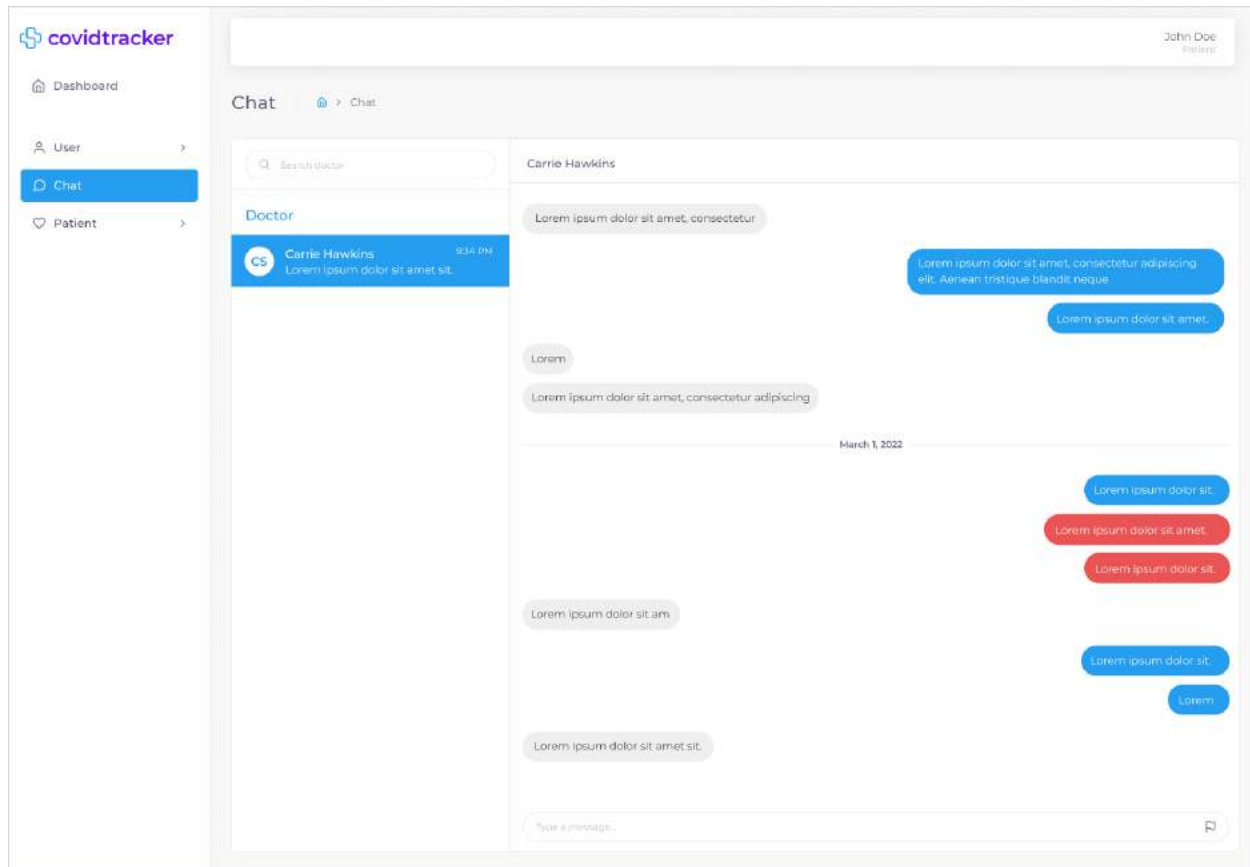 covidtracker
John Doe
Patient
Dashboard
Chat
> Chat
User >
Chat
Patient >
Search doctor
Carrie Hawkins
Doctor
CS
Carrie Hawkins
9:34 PM
Lorem ipsum dolor sit amet sit.
Lorem ipsum dolor sit amet, consectetur
Lorem ipsum dolor sit amet, consectetur adipiscing
elit. Aenean tristique blandit neque
Lorem ipsum dolor sit amet.
Lorem
Lorem ipsum dolor sit amet, consectetur adipiscing
March 1, 2022
Lorem ipsum dolor sit.
Lorem ipsum dolor sit amet.
Lorem ipsum dolor sit.
Lorem ipsum dolor sit am
Lorem ipsum dolor sit.
Lorem
Lorem ipsum dolor sit amet sit.
Type a message...